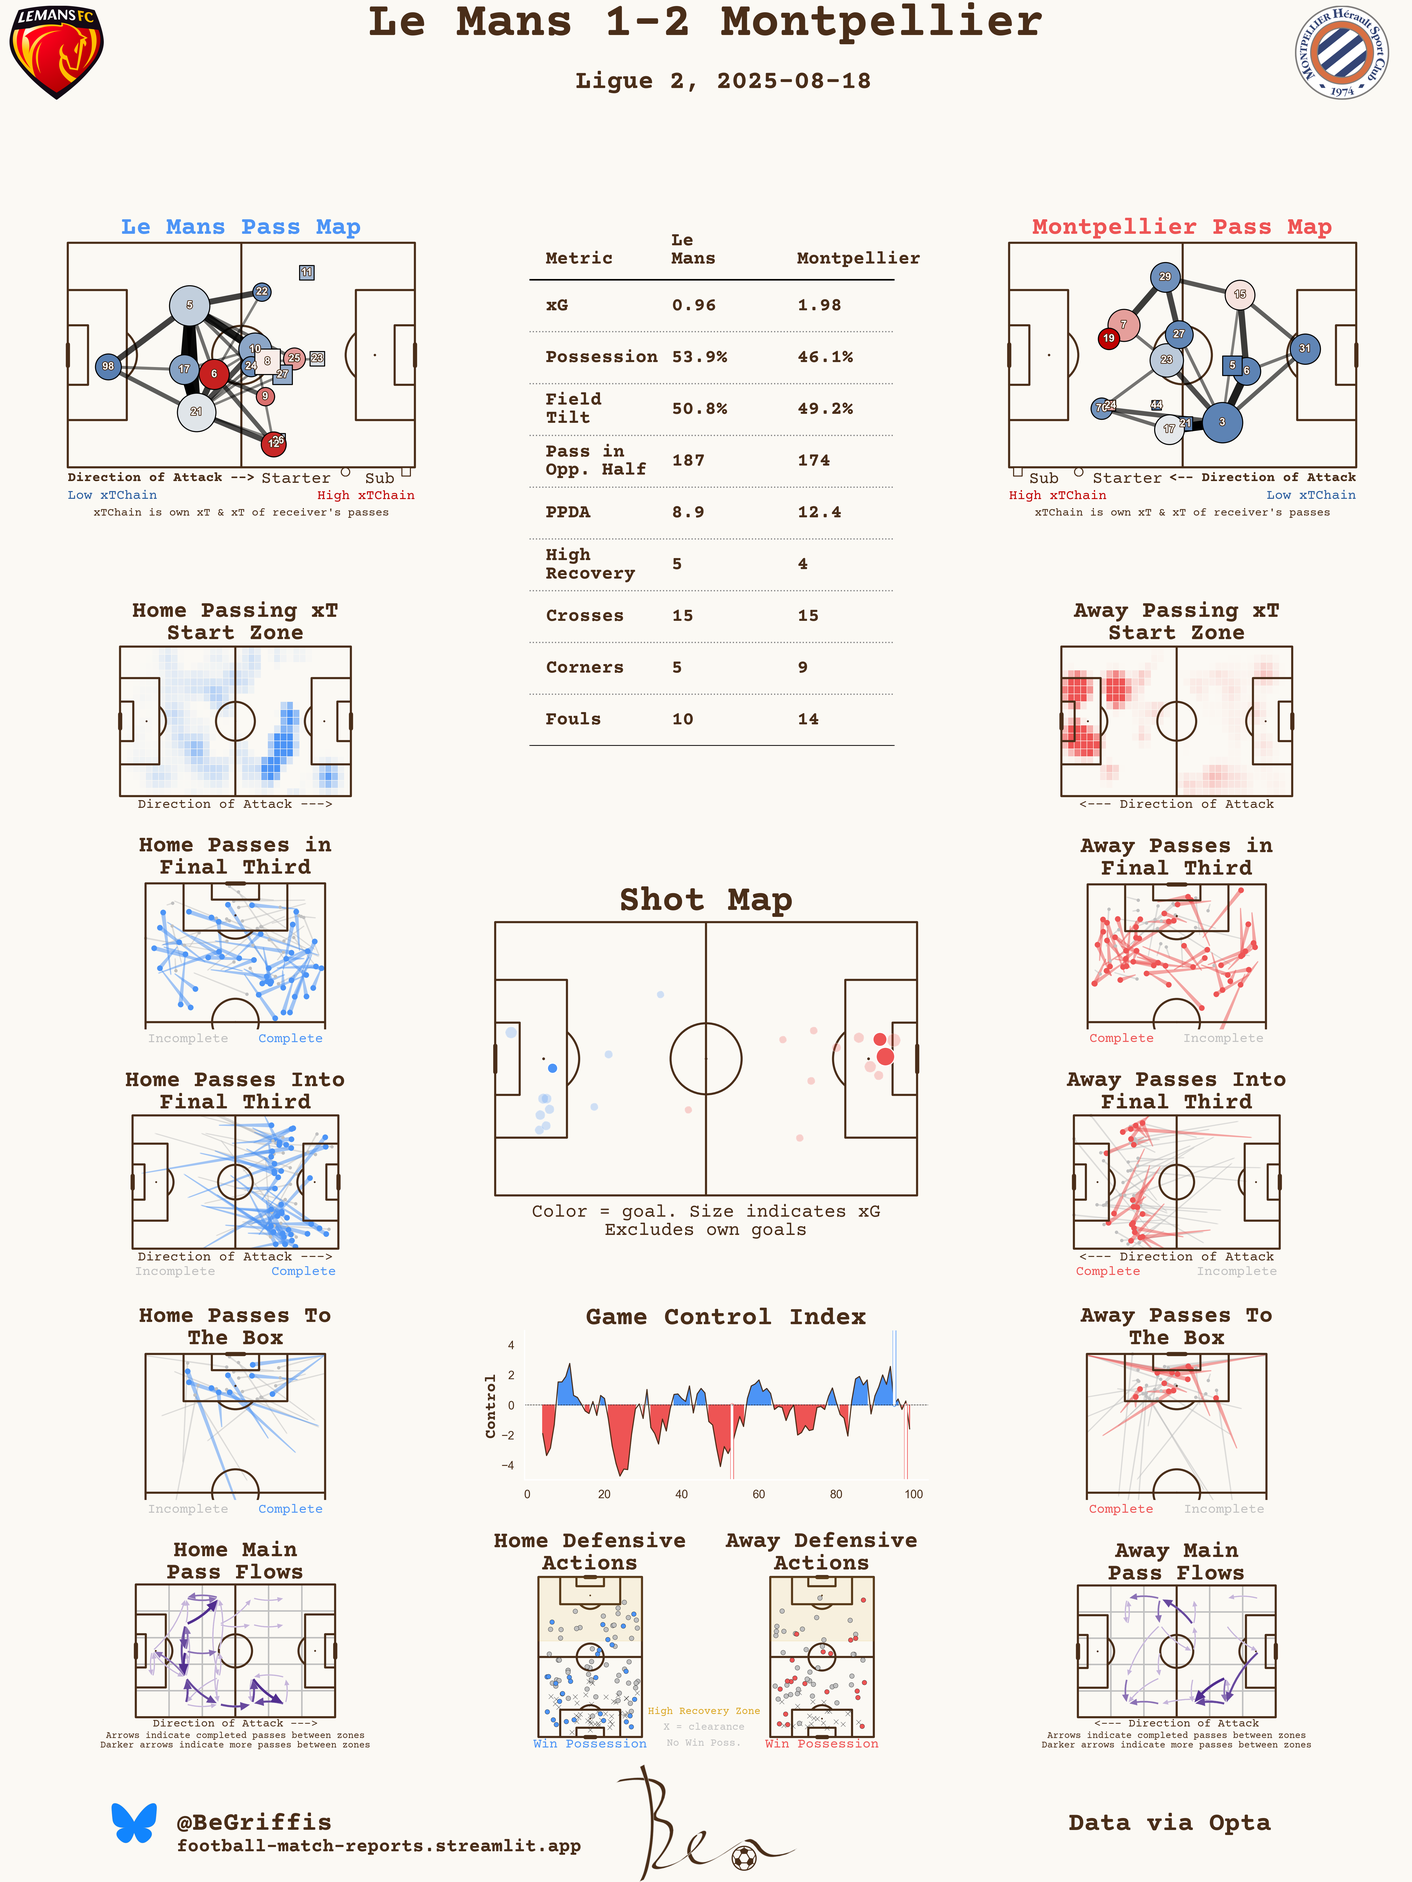 Le Mans 1-2 Montpellier
Ligue 2, 2025-08-18
LEMANS FC
MONTPELLIER Hérault Sport Club
1974
Le Mans Pass Map
11
22
5
10
98
17
24
8
25
23
6
27
9
21
12
26
Direction of Attack --> Starter Sub
Low xTChain High xTChain
xTChain is own xT & xT of receiver's passes
Metric Le Mans Montpellier
xG 0.96 1.98
Possession 53.9% 46.1%
Field Tilt 50.8% 49.2%
Pass in Opp. Half 187 174
PPDA 8.9 12.4
High Recovery 5 4
Crosses 15 15
Corners 5 9
Fouls 10 14
Montpellier Pass Map
29
15
7
19
27
31
23
5
6
44
24
3
17
21
Sub Starter <-- Direction of Attack
High xTChain Low xTChain
xTChain is own xT & xT of receiver's passes
Home Passing xT
Start Zone
Direction of Attack --->
Away Passing xT
Start Zone
<--- Direction of Attack
Home Passes in
Final Third
Incomplete Complete
Away Passes in
Final Third
Complete Incomplete
Shot Map
Color = goal. Size indicates xG
Excludes own goals
Home Passes Into
Final Third
Direction of Attack --->
Incomplete Complete
Away Passes Into
Final Third
<--- Direction of Attack
Complete Incomplete
Home Passes To
The Box
Incomplete Complete
Game Control Index
Control
4
2
0
−2
−4
0 20 40 60 80 100
Away Passes To
The Box
Complete Incomplete
Home Main
Pass Flows
Direction of Attack --->
Arrows indicate completed passes between zones
Darker arrows indicate more passes between zones
Home Defensive
Actions
Win Possession
Away Defensive
Actions
Win Possession
High Recovery Zone
X = clearance
No Win Poss.
Away Main
Pass Flows
<--- Direction of Attack
Arrows indicate completed passes between zones
Darker arrows indicate more passes between zones
@BeGriffis
football-match-reports.streamlit.app
Ben
Data via Opta